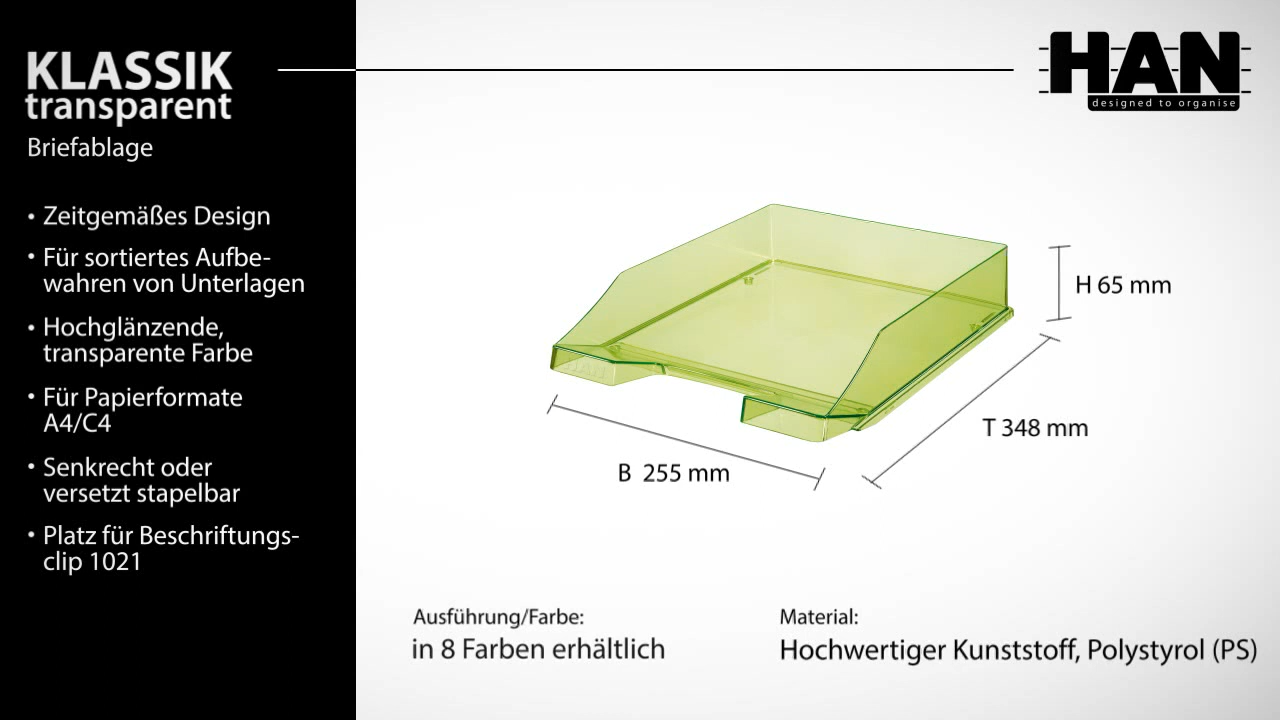 KLASSIK
transparent
Briefablage
• Zeitgemäßes Design
• Für sortiertes Aufbe-
wahren von Unterlagen
• Hochglänzende,
transparente Farbe
• Für Papierformate
A4/C4
• Senkrecht oder
versetzt stapelbar
• Platz für Beschriftungs-
clip 1021
HAN
designed to organise
H 65 mm
T 348 mm
B 255 mm
Ausführung/Farbe:
in 8 Farben erhältlich
Material:
Hochwertiger Kunststoff, Polystyrol (PS)